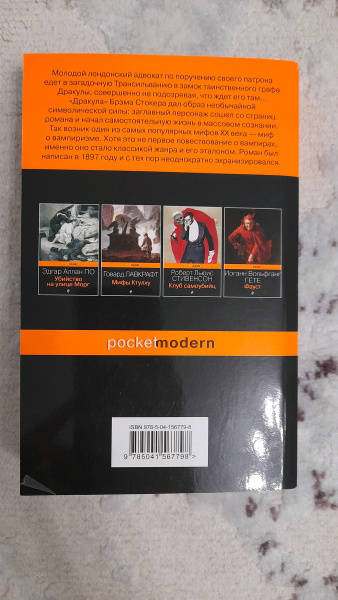 Молодой лондонский адвокат по поручению своего патрона
едет в загадочную Трансильванию в замок таинственного графа
Дракулы, совершенно не подозревая, что ждет его там...
«Дракула» Брэма Стокера дал образ необычайной
символической силы: заглавный персонаж сошел со страниц
романа и начал самостоятельную жизнь в массовом сознании.
Так возник один из самых популярных мифов XX века — миф
о вампиризме. Хотя это не первое повествование о вампирах,
именно оно стало классикой жанра и его эталоном. Роман был
написан в 1897 году и с тех пор неоднократно экранизировался.
Эдгар Аллан ПО
Убийство
на улице Морг
Говард ЛАВКРАФТ
Мифы Ктулху
Роберт Льюис
СТИВЕНСОН
Клуб самоубийц
Иоганн Вольфганг
ГЁТЕ
Фауст
pocketmodern
ISBN 978-5-04-156779-8
9 785041 567798 >